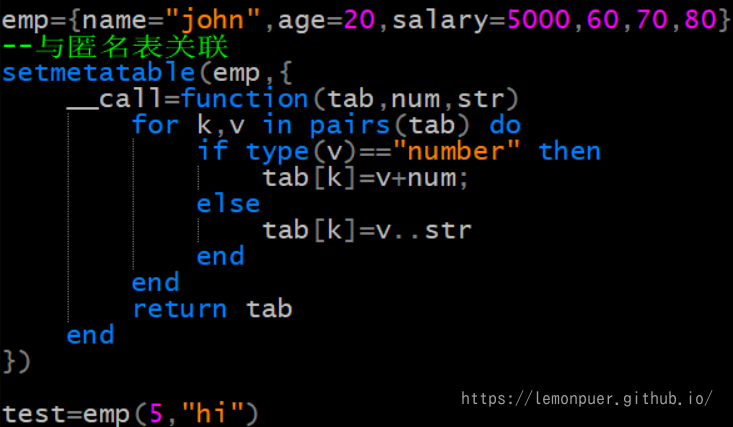 emp={name="john",age=20,salary=5000,60,70,80}
--与匿名表关联
setmetatable(emp,{
    __call=function(tab,num,str)
        for k,v in pairs(tab) do
            if type(v)=="number" then
                tab[k]=v+num;
            else
                tab[k]=v..str
            end
        end
        return tab
    end
})
https://lemonpuer.github.io/
test=emp(5,"hi")